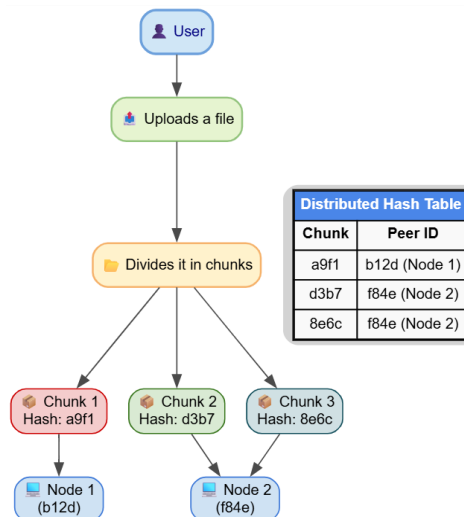 User
Uploads a file
Divides it in chunks
Distributed Hash Table
Chunk Peer ID
a9f1 b12d (Node 1)
d3b7 f84e (Node 2)
8e6c f84e (Node 2)
Chunk 1
Hash: a9f1
Chunk 2
Hash: d3b7
Chunk 3
Hash: 8e6c
Node 1
(b12d)
Node 2
(f84e)